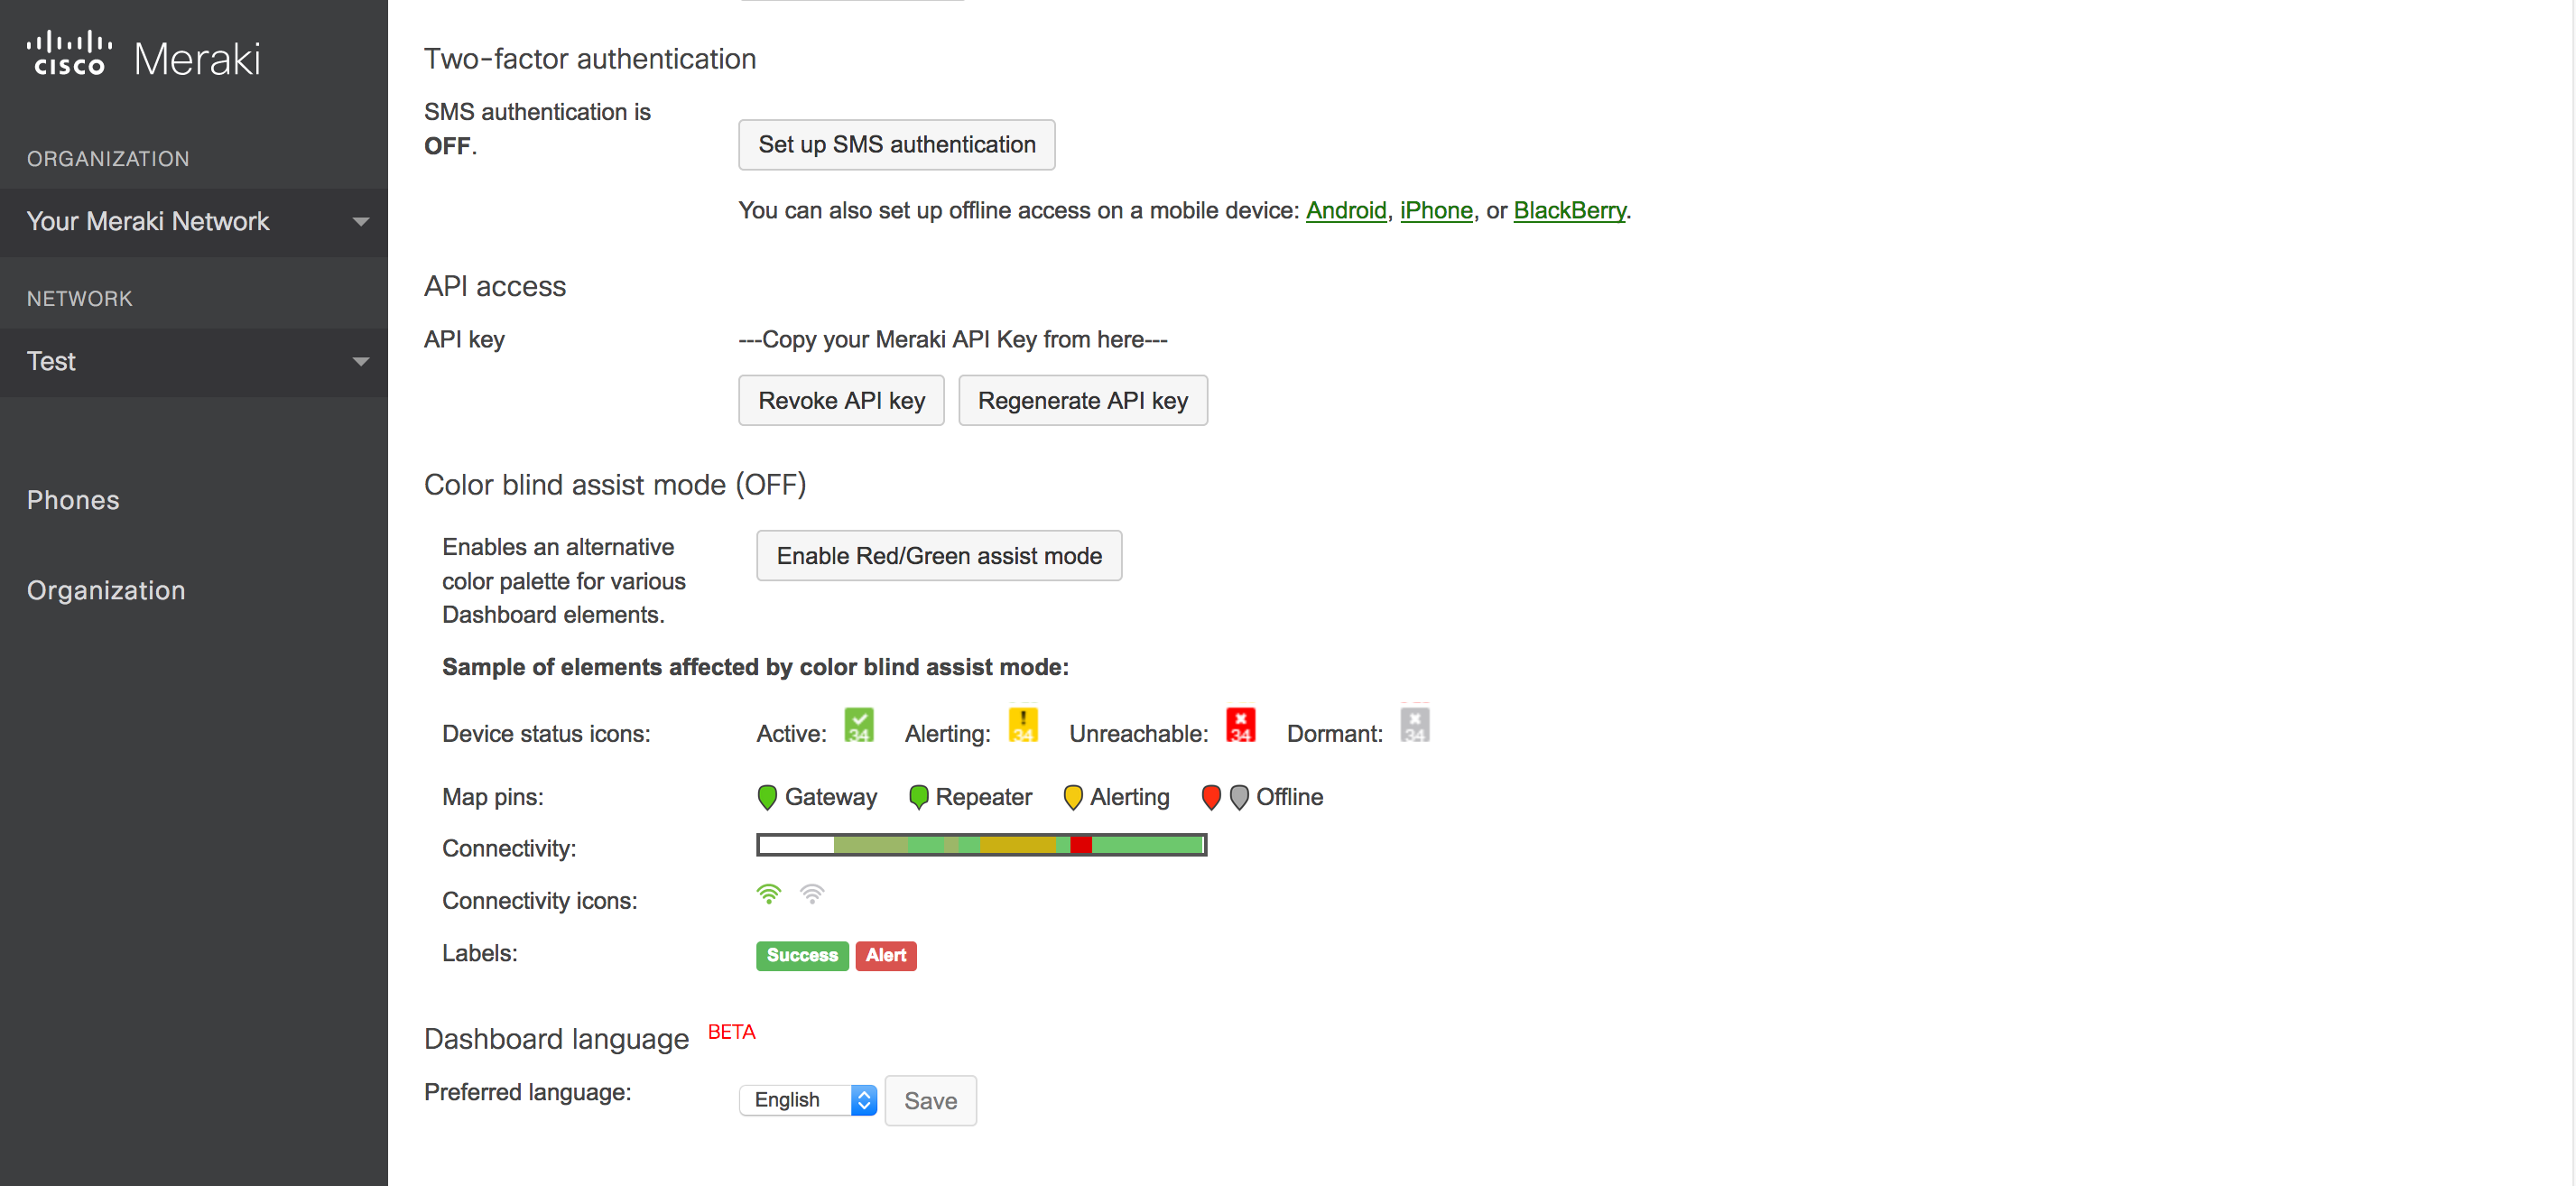 cisco Meraki
ORGANIZATION
Your Meraki Network
NETWORK
Test
Phones
Organization
Two-factor authentication
SMS authentication is
OFF.
Set up SMS authentication
You can also set up offline access on a mobile device: Android, iPhone, or BlackBerry.
API access
API key
---Copy your Meraki API Key from here---
Revoke API key Regenerate API key
Color blind assist mode (OFF)
Enables an alternative
color palette for various
Dashboard elements.
Enable Red/Green assist mode
Sample of elements affected by color blind assist mode:
Device status icons: Active: 34 Alerting: ! 34 Unreachable: 34 Dormant: 34
Map pins: Gateway Repeater Alerting Offline
Connectivity:
Connectivity icons:
Labels: Success Alert
Dashboard language BETA
Preferred language: English Save